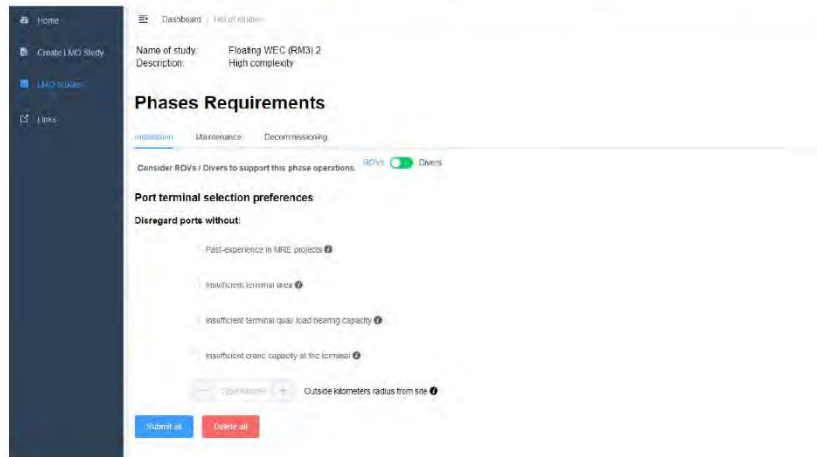 Home
Create LMO Study
LMO Studies
Links
Dashboard / List of studies
Name of study: Floating WEC (RM3) 2
Description: High complexity
Phases Requirements
Installation Maintenance Decommissioning
Consider ROVs / Divers to support this phase operations. ROVs Divers
Port terminal selection preferences
Disregard ports without:
Past-experience in MRE projects
Insufficient terminal area
Insufficient terminal quay load bearing capacity
Insufficient crane capacity at the terminal
− Type number + Outside kilometers radius from site
Submit all Delete all